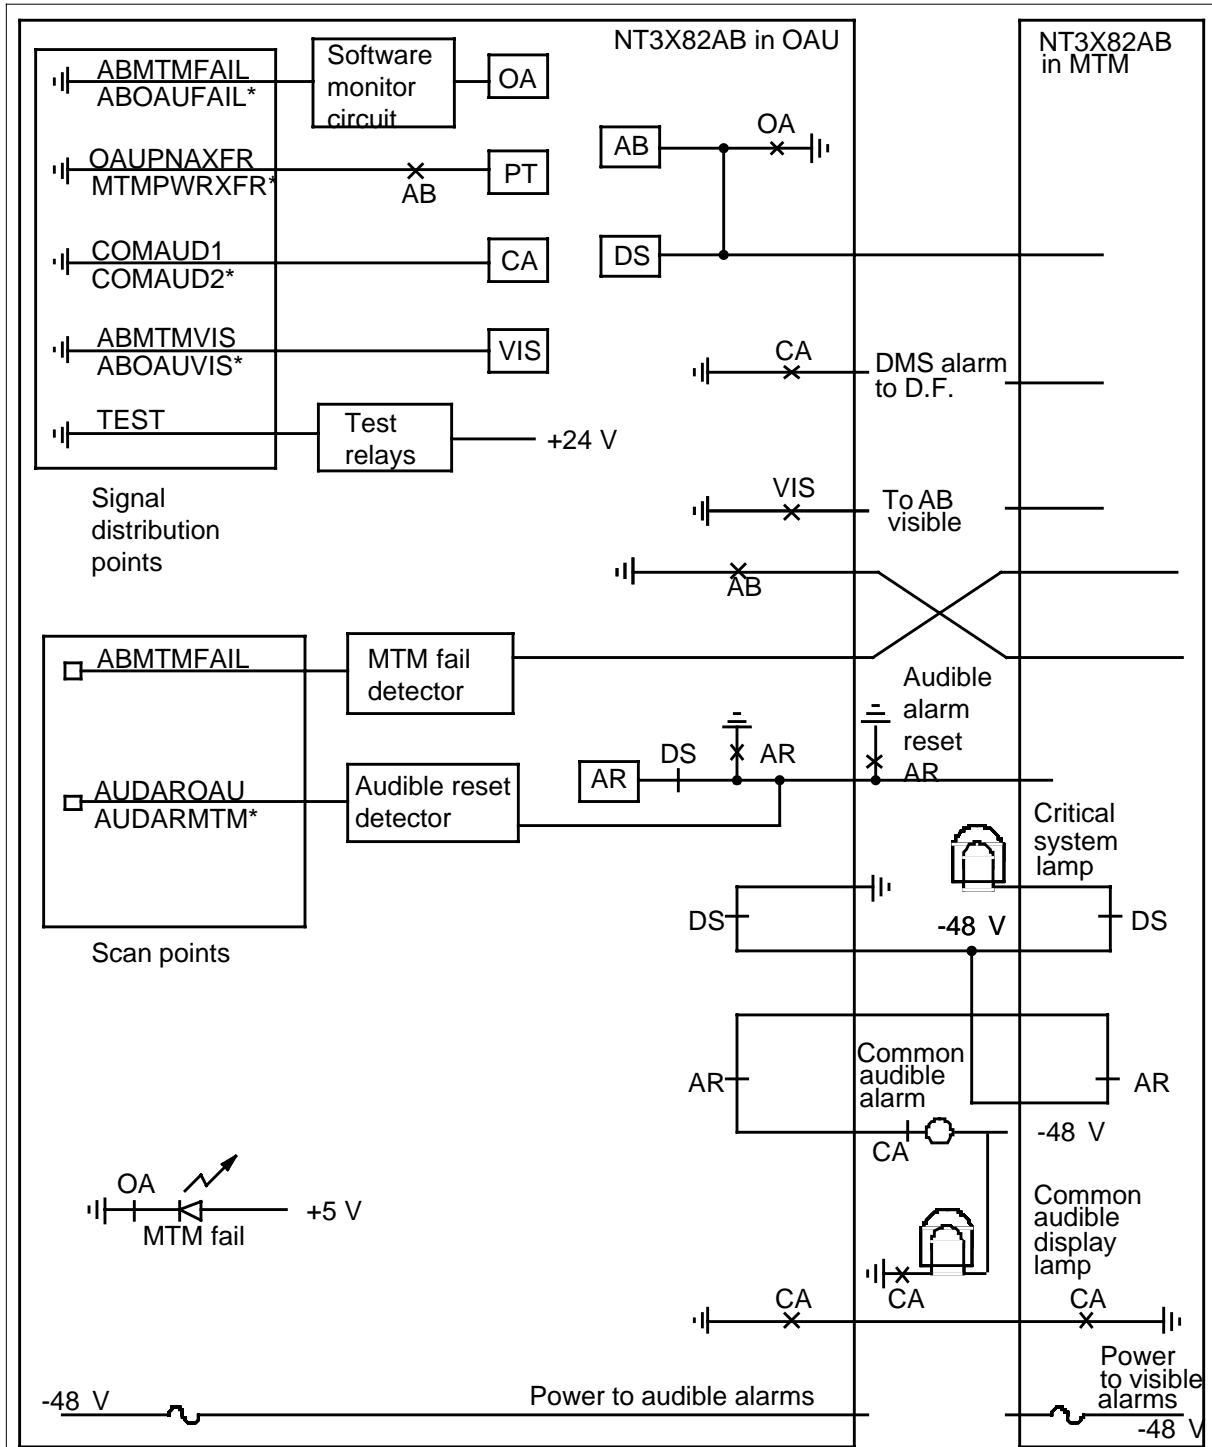 NT3X82AB in OAU
NT3X82AB
in MTM
ABMTMFAIL
ABOAUFAIL*
Software
monitor
circuit
OA
OAUPNAXFR
MTMPWRXFR*
AB
PT
AB
OA
COMAUD1
COMAUD2*
CA
DS
ABMTMVIS
ABOAUVIS*
VIS
CA
DMS alarm
to D.F.
TEST
Test
relays
+24 V
Signal
distribution
points
VIS
To AB
visible
AB
ABMTMFAIL
MTM fail
detector
Audible
alarm
reset
AR
AUDAROAU
AUDARMTM*
Audible reset
detector
AR
DS
AR
Critical
system
lamp
DS
-48 V
DS
Scan points
AR
Common
audible
alarm
AR
CA
-48 V
OA
+5 V
MTM fail
Common
audible
display
lamp
CA
CA
CA
Power
to visible
alarms
-48 V
Power to audible alarms
-48 V